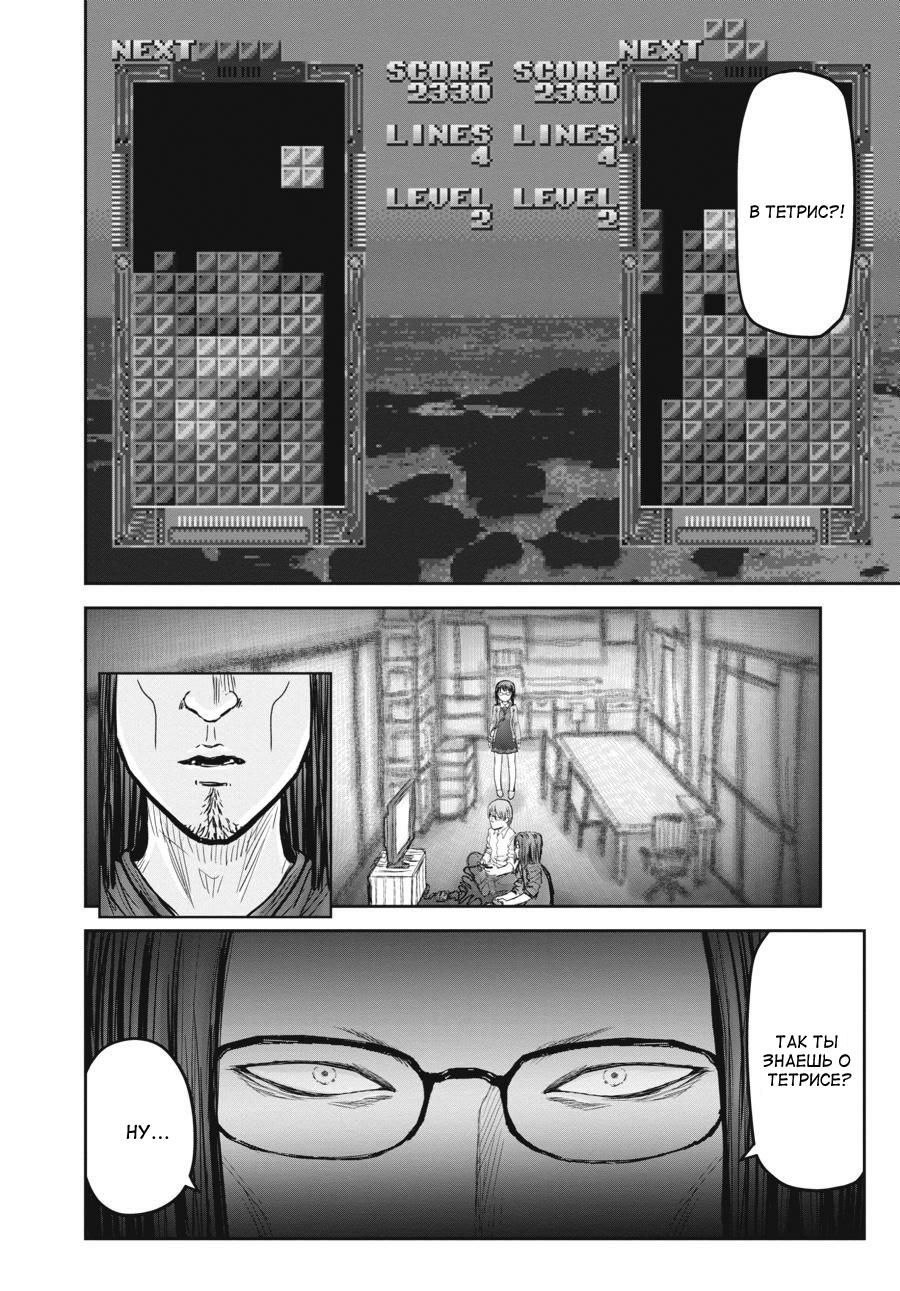 NEXT
NEXT
SCORE SCORE
2330 2360
LINES LINES
4 4
LEVEL LEVEL
2 2
В ТЕТРИС?!
ТАК ТЫ
ЗНАЕШЬ О
ТЕТРИСЕ?
НУ...